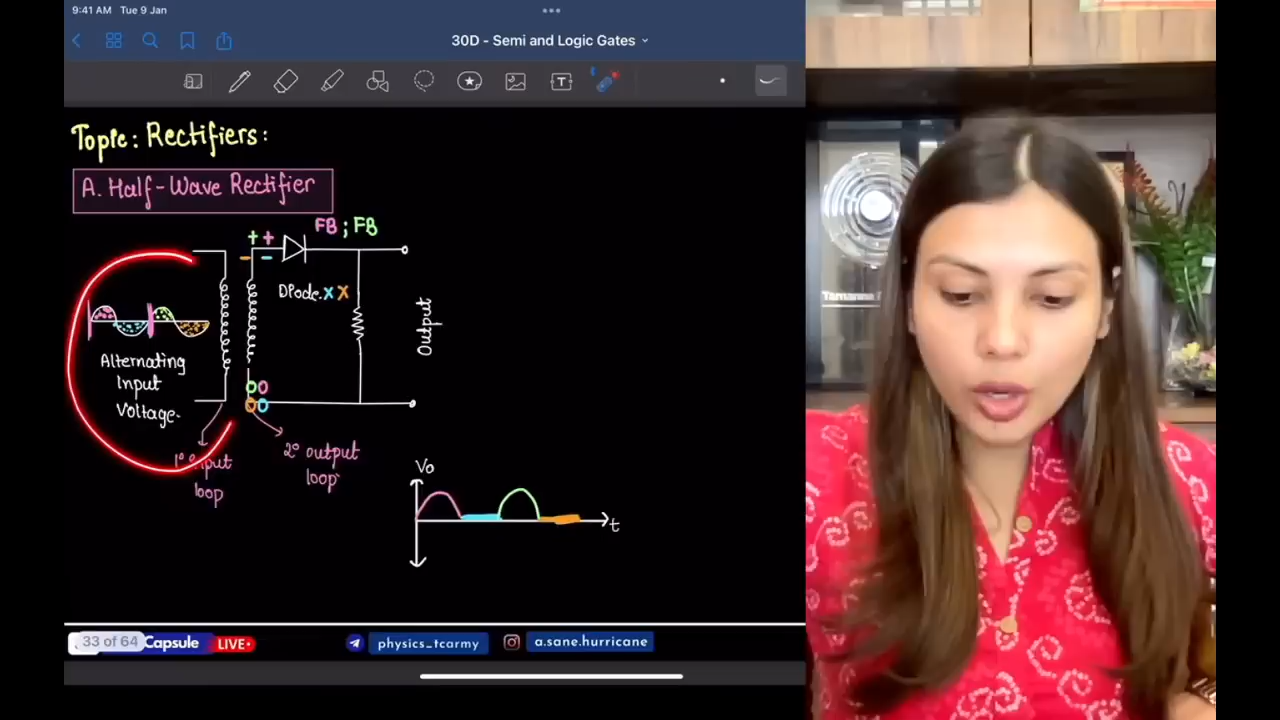 9:41 AM Tue 9 Jan
30D - Semi and Logic Gates
T
Topic: Rectifiers:
A. Half-Wave Rectifier
FB ; FB
+ +
- -
Diode. X X
Output
Alternating
Input
Voltage.
1° input
loop
2° output
loop
Vo
t
33 of 64
Capsule
LIVE
physics_tcarmy
a.sane.hurricane